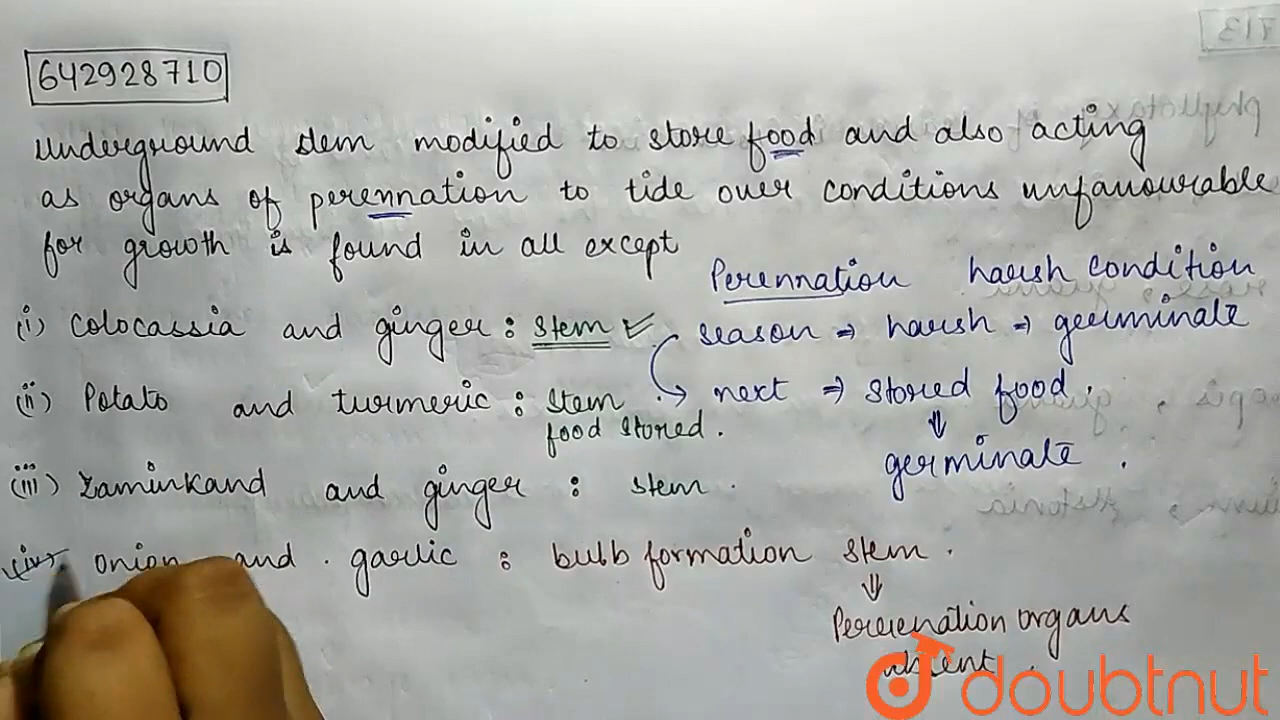 642928710
underground stem modified to store food and also acting
as organs of perennation to tide over conditions unfavourable
for growth is found in all except
Perennation harsh condition
(i) Colocassia and ginger : stem
season ⇒ harsh ⇒ germinate
next ⇒ stored food.
(ii) Potato and turmeric : stem
food stored.
⇓
germinate.
(iii) Zaminkand and ginger : stem.
(iv) onion and garlic : bulb formation stem.
⇓
organs
absent.
doubtnut